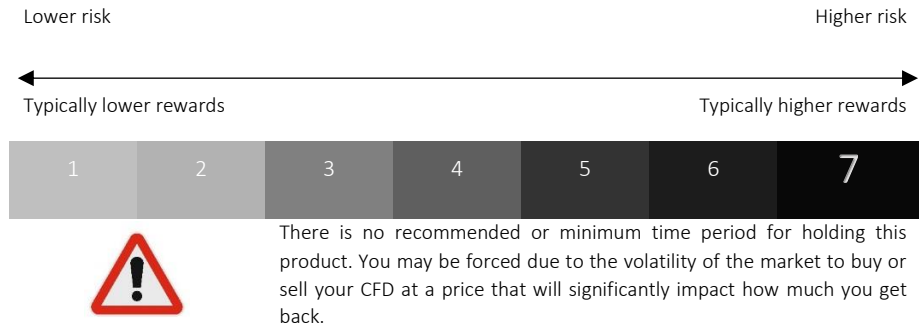 Lower risk Higher risk
Typically lower rewards Typically higher rewards
1 2 3 4 5 6 7
There is no recommended or minimum time period for holding this
product. You may be forced due to the volatility of the market to buy or
sell your CFD at a price that will significantly impact how much you get
back.